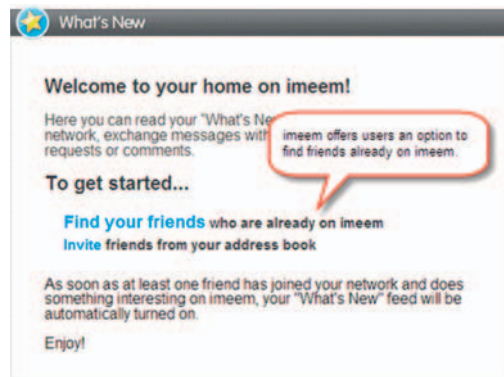 What's New
Welcome to your home on imeem!
Here you can read your "What's Ne
network, exchange messages with
requests or comments.
imeem offers users an option to
find friends already on imeem.
To get started...
Find your friends who are already on imeem
Invite friends from your address book
As soon as at least one friend has joined your network and does
something interesting on imeem, your "What's New" feed will be
automatically turned on.
Enjoy!